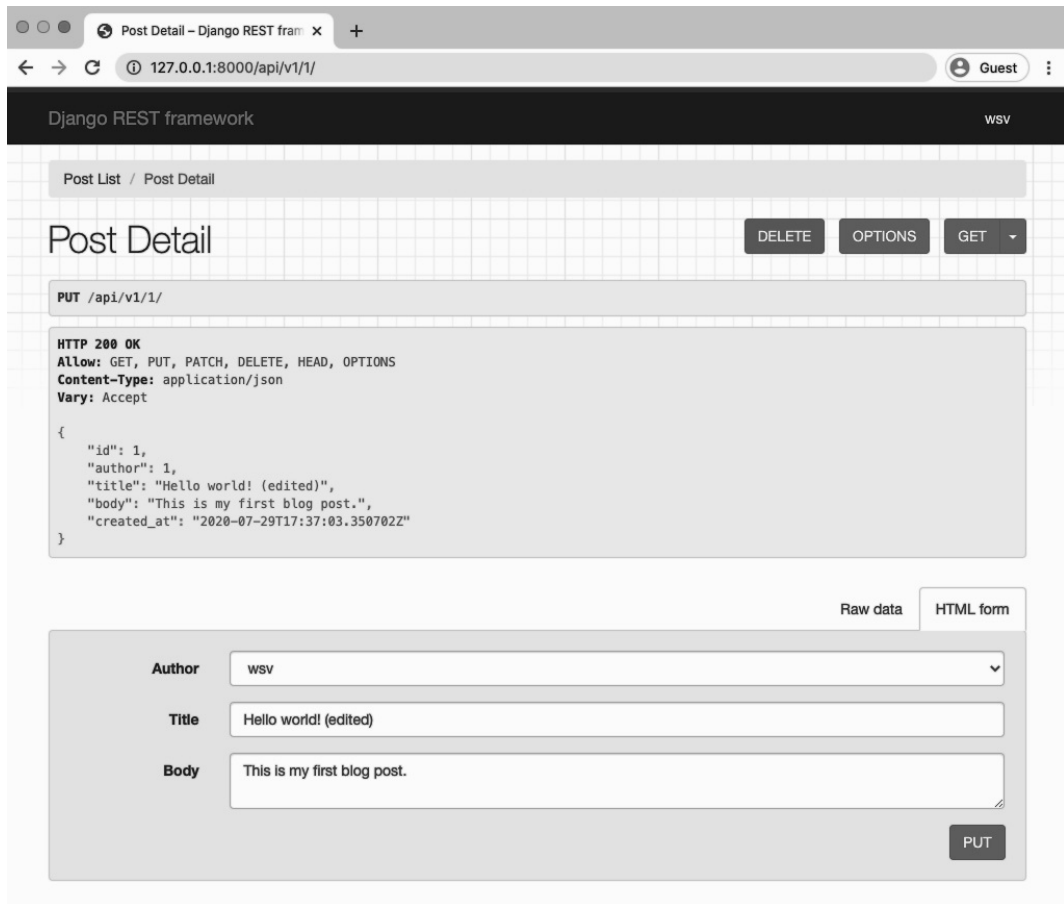 Post Detail – Django REST fram
127.0.0.1:8000/api/v1/1/
Guest
Django REST framework
wsv
Post List / Post Detail
Post Detail
DELETE
OPTIONS
GET
PUT /api/v1/1/
HTTP 200 OK
Allow: GET, PUT, PATCH, DELETE, HEAD, OPTIONS
Content-Type: application/json
Vary: Accept
{
"id": 1,
"author": 1,
"title": "Hello world! (edited)",
"body": "This is my first blog post.",
"created_at": "2020-07-29T17:37:03.350702Z"
}
Raw data
HTML form
Author
wsv
Title
Hello world! (edited)
Body
This is my first blog post.
PUT